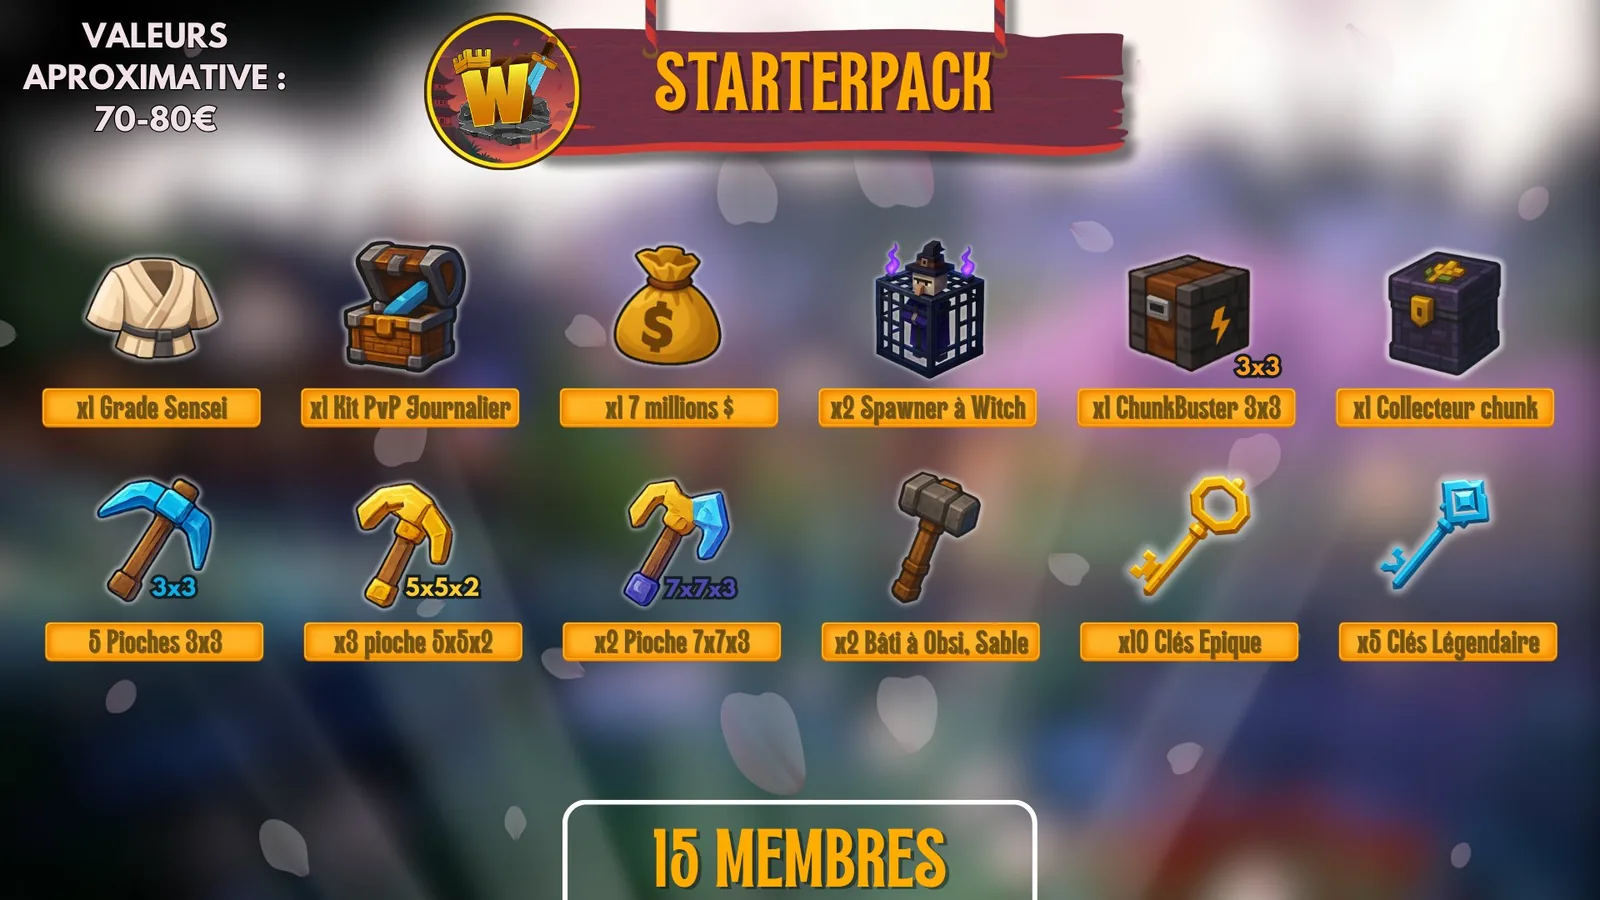 VALEURS
APROXIMATIVE :
70-80€
W
STARTERPACK
$
3x3
x1 Grade Sensei
x1 Kit PvP Journalier
x1 7 millions $
x2 Spawner à Witch
x1 ChunkBuster 3x3
x1 Collecteur chunk
3x3
5x5x2
7x7x3
5 Pioches 3x3
x3 pioche 5x5x2
x2 Pioche 7x7x3
x2 Bâti à Obsi, Sable
x10 Clés Epique
x5 Clés Légendaire
15 MEMBRES